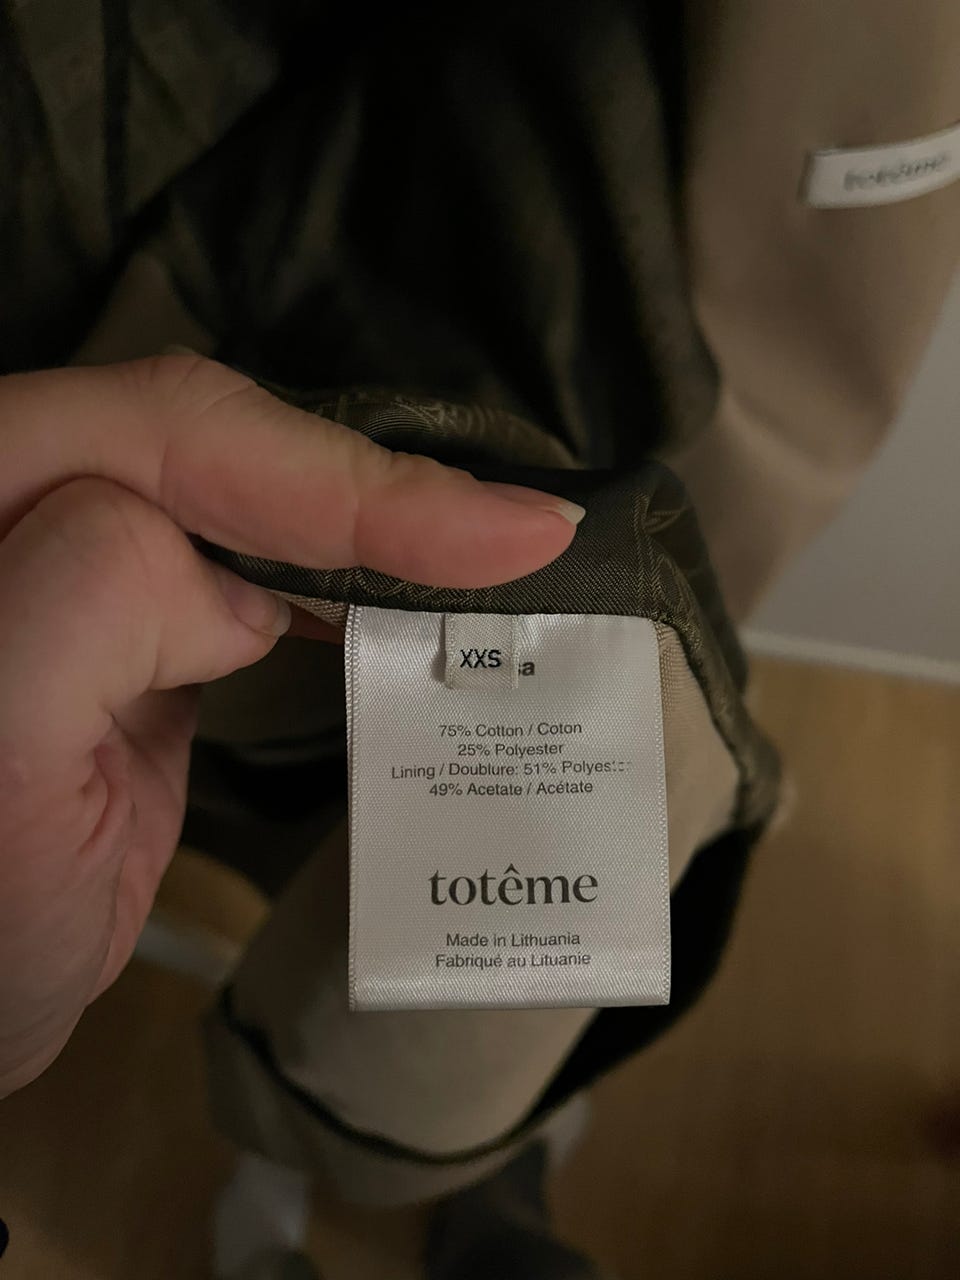 totême
XXS
75% Cotton / Coton
25% Polyester
Lining / Doublure: 51%
49% Acetate / Acétate
totême
Made in Lithuania
Fabriqué au Lituanie